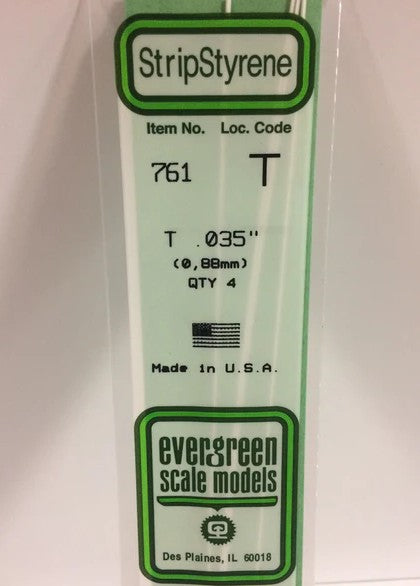 StripStyrene
Item No. Loc. Code
761 T
T .035"
(0,88mm)
QTY 4
Made in U.S.A.
evergreen
scale models
Des Plaines, IL 60018